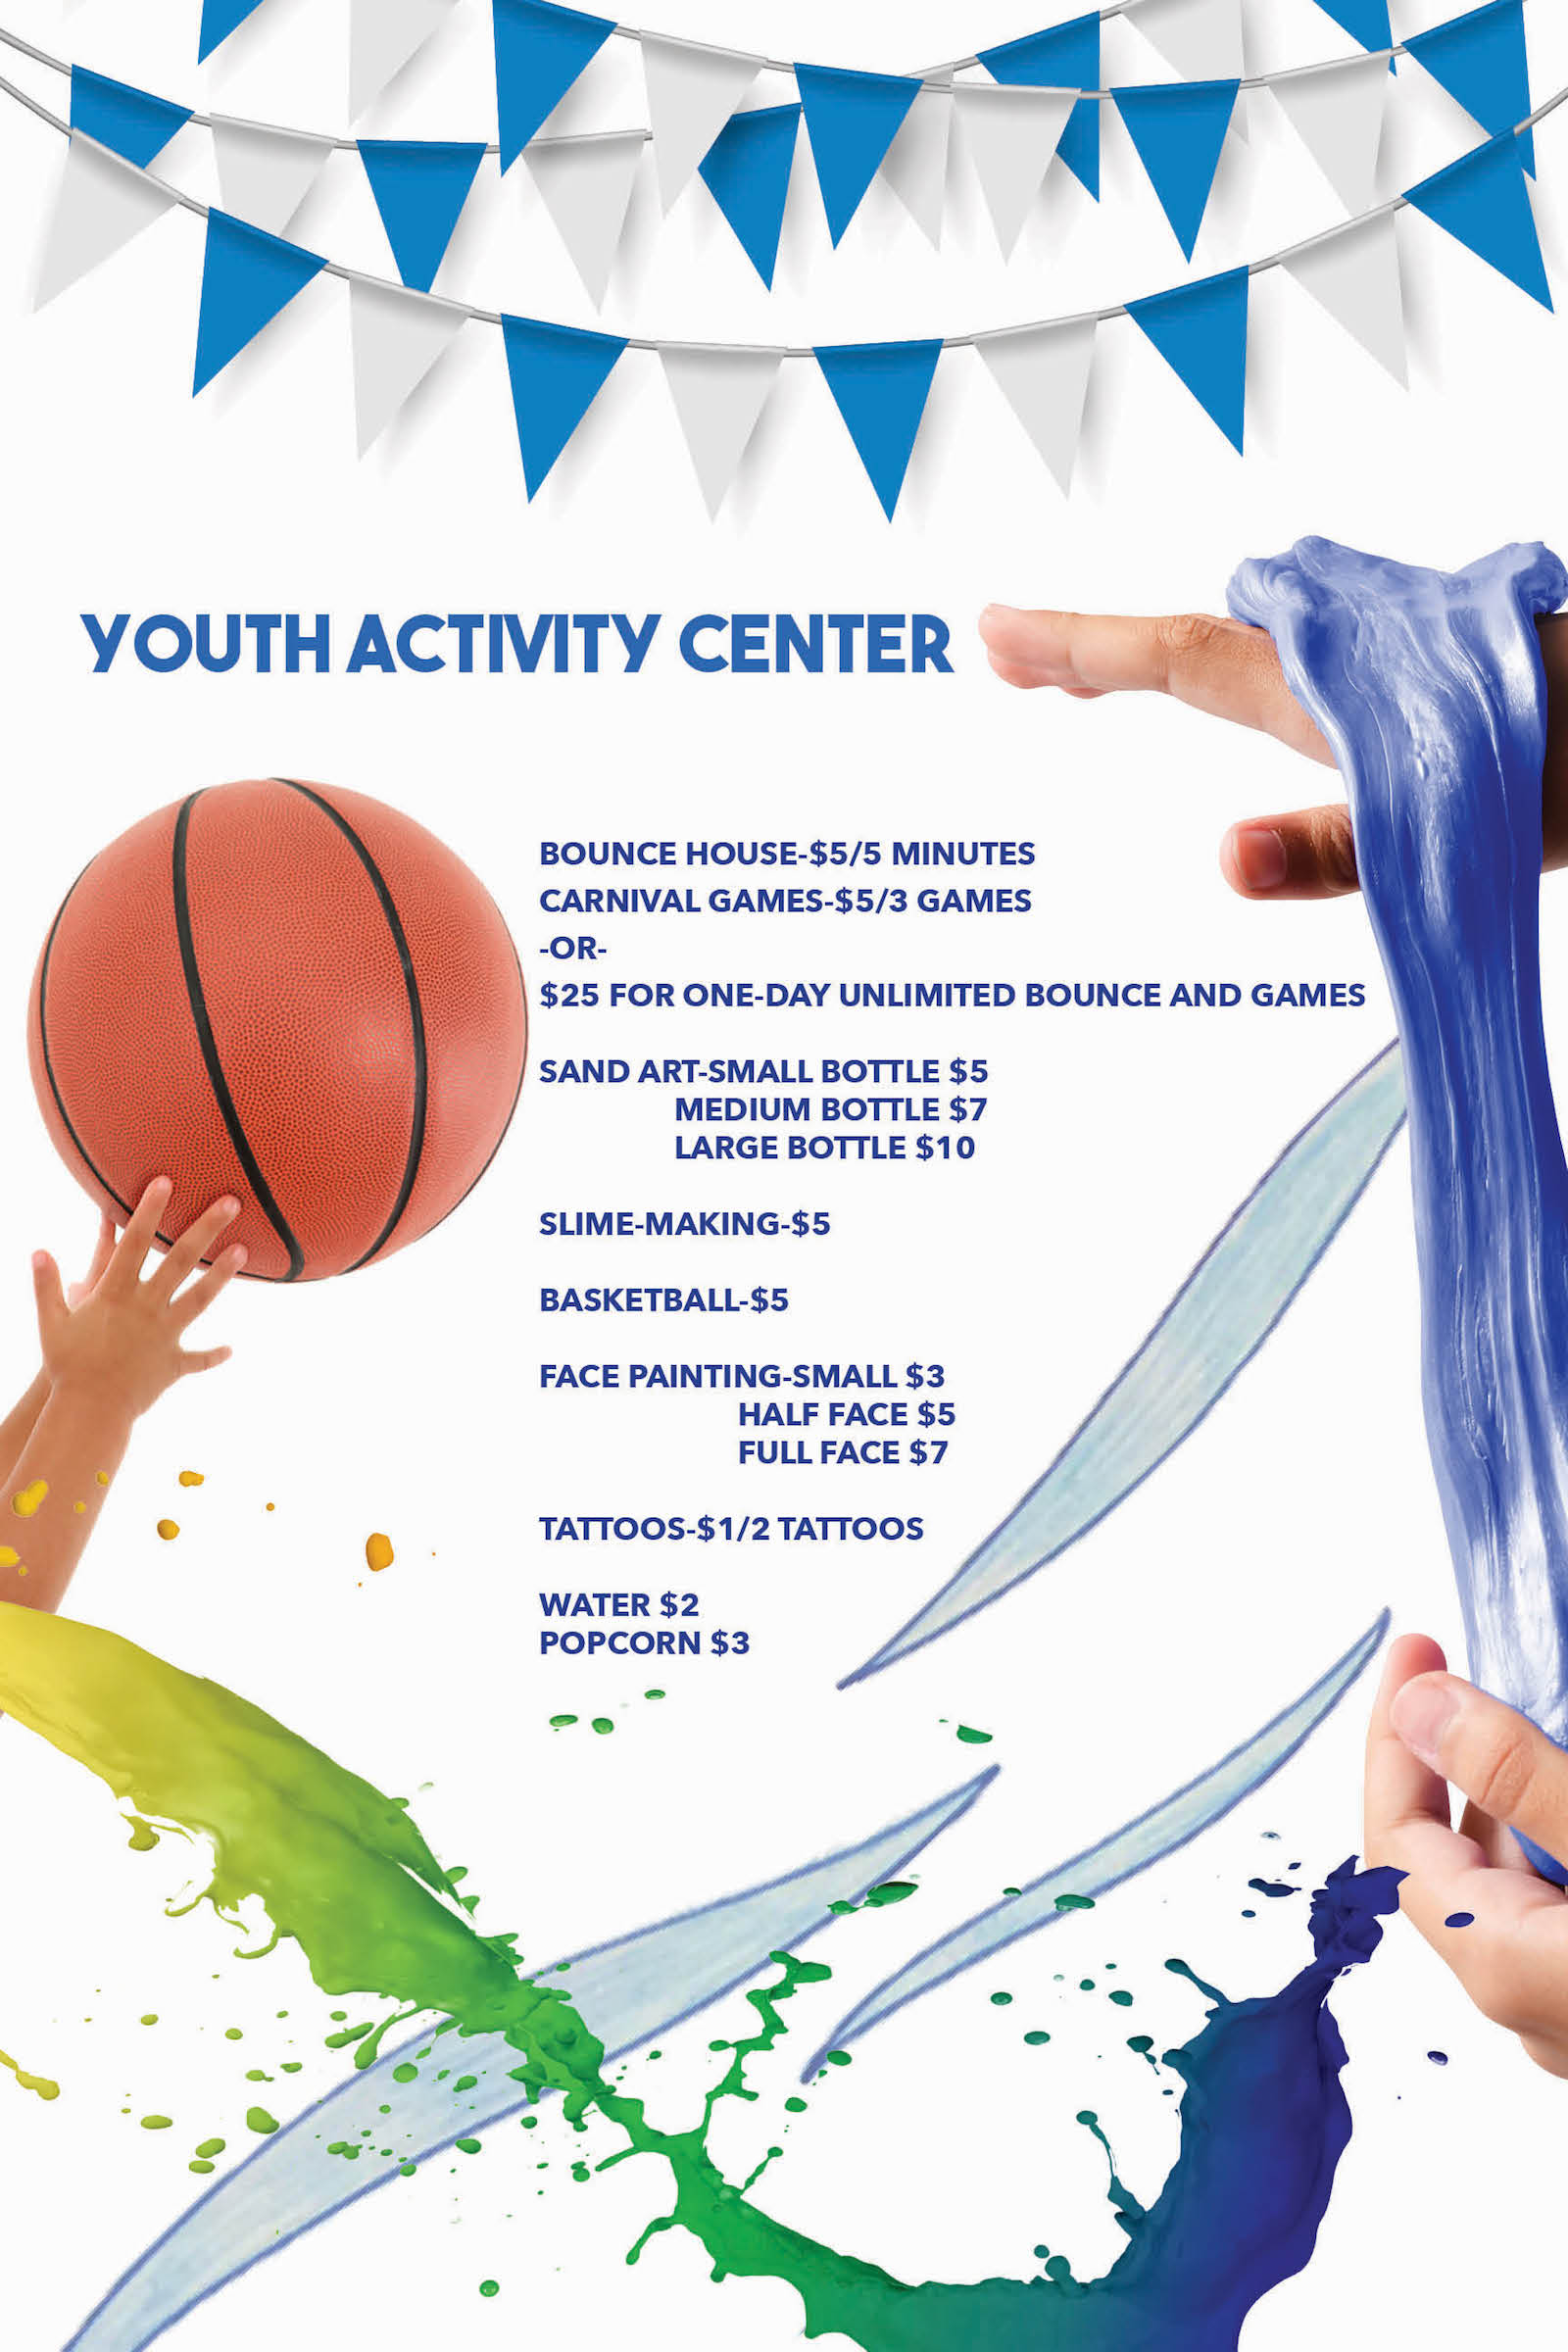 YOUTH ACTIVITY CENTER
BOUNCE HOUSE-$5/5 MINUTES
CARNIVAL GAMES-$5/3 GAMES
-OR-
$25 FOR ONE-DAY UNLIMITED BOUNCE AND GAMES
SAND ART-SMALL BOTTLE $5
MEDIUM BOTTLE $7
LARGE BOTTLE $10
SLIME-MAKING-$5
BASKETBALL-$5
FACE PAINTING-SMALL $3
HALF FACE $5
FULL FACE $7
TATTOOS-$1/2 TATTOOS
WATER $2
POPCORN $3